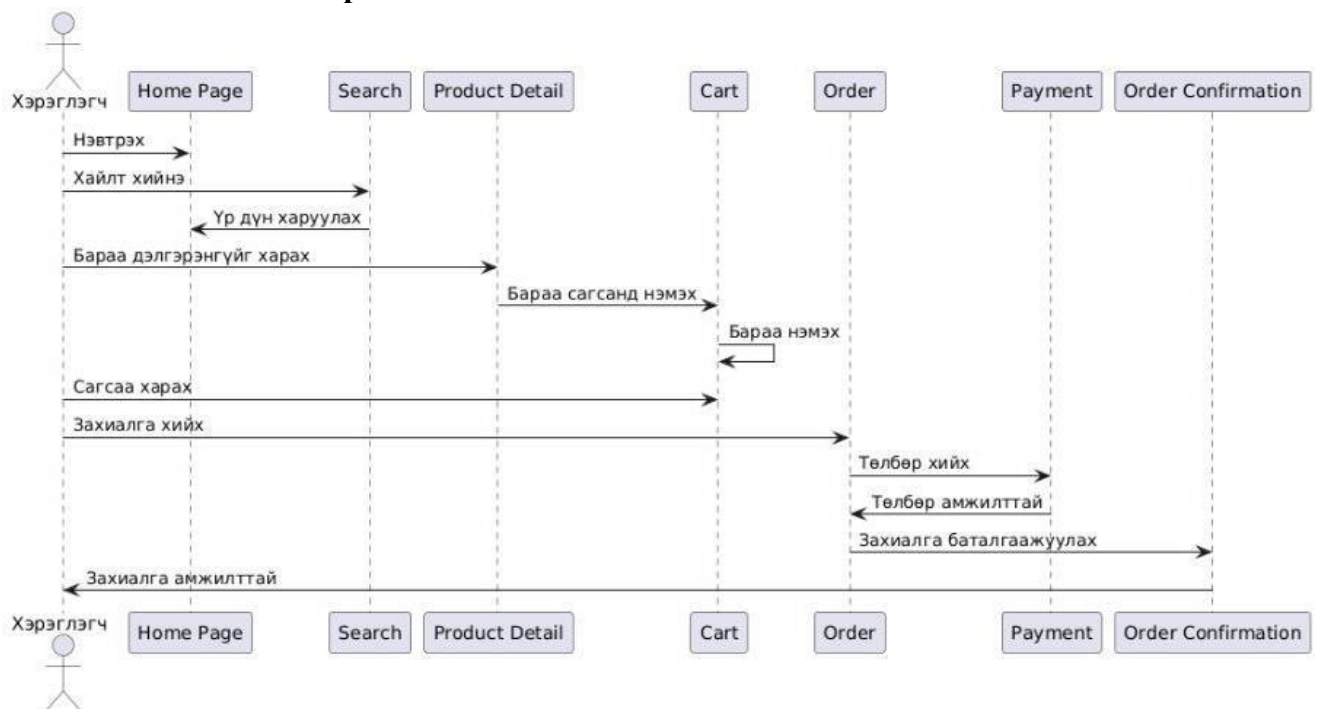 Хэрэглэгч
Home Page
Search
Product Detail
Cart
Order
Payment
Order Confirmation
Нэвтрэх
Хайлт хийнэ
Үр дүн харуулах
Бараа дэлгэрэнгүйг харах
Бараа сагсанд нэмэх
Бараа нэмэх
Сагсаа харах
Захиалга хийх
Төлбөр хийх
Төлбөр амжилттай
Захиалга баталгаажуулах
Захиалга амжилттай
Хэрэглэгч
Home Page
Search
Product Detail
Cart
Order
Payment
Order Confirmation